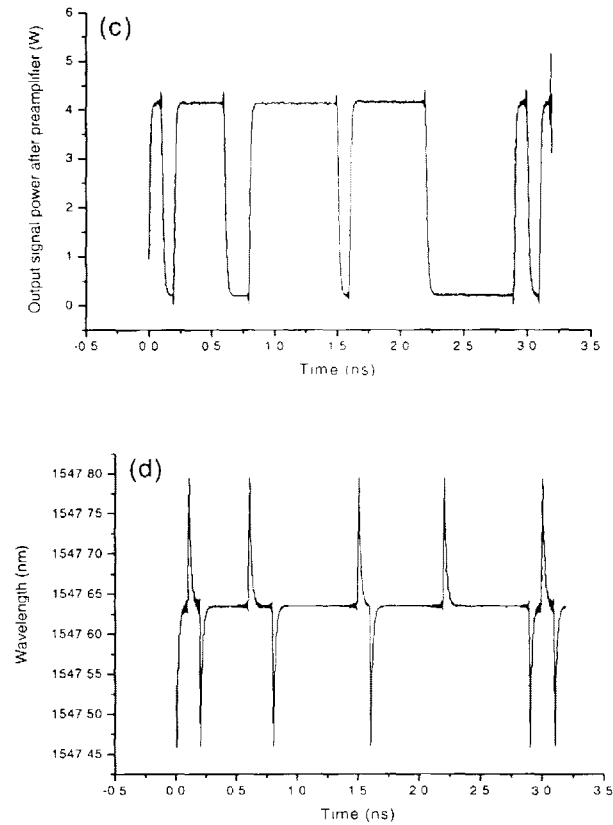 (c)
Output signal power after preamplifier (W)
6
5
4
3
2
1
0
-0 5 0 0 0 5 1 0 1 5 2 0 2 5 3 0 3 5
Time (ns)
(d)
Wavelength (nm)
1547 80
1547 75
1547 70
1547 65
1547 60
1547 55
1547 50
1547 45
-0 5 0 0 0 5 1 0 1 5 2 0 2 5 3 0 3 5
Time (ns)